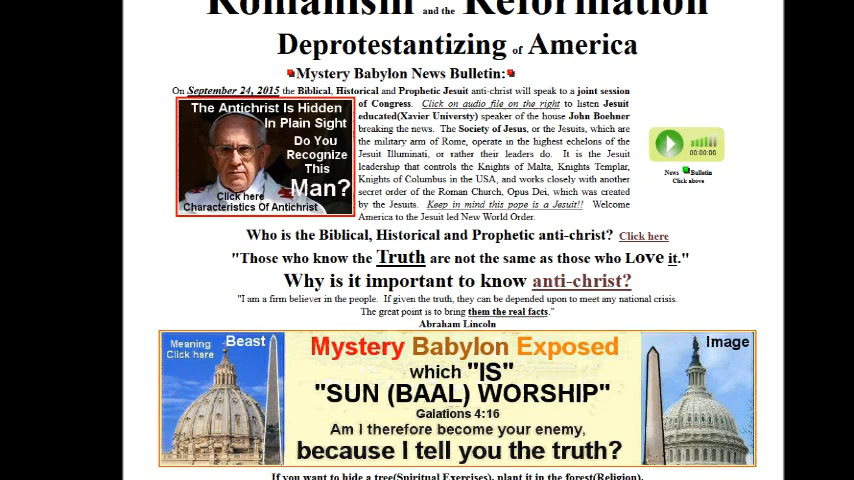 Romanism and the Reformation
Deprotestantizing of America
Mystery Babylon News Bulletin:
On September 24, 2015 the Biblical, Historical and Prophetic Jesuit anti-christ will speak to a joint session
The Antichrist Is Hidden
In Plain Sight
Do You
Recognize
This
Man?
Click here
Characteristics Of Antichrist
of Congress. Click on audio file on the right to listen Jesuit
educated(Xavier Universty) speaker of the house John Boehner
breaking the news. The Society of Jesus, or the Jesuits, which are
the military arm of Rome, operate in the highest echelons of the
Jesuit Illuminati, or rather their leaders do. It is the Jesuit
leadership that controls the Knights of Malta, Knights Templar,
Knights of Columbus in the USA, and works closely with another
secret order of the Roman Church, Opus Dei, which was created
by the Jesuits. Keep in mind this pope is a Jesuit!! Welcome
America to the Jesuit led New World Order.
00:00:00
News Bulletin
Click above
Who is the Biblical, Historical and Prophetic anti-christ? Click here
"Those who know the Truth are not the same as those who Love it."
Why is it important to know anti-christ?
"I am a firm believer in the people. If given the truth, they can be depended upon to meet any national crisis.
The great point is to bring them the real facts."
Abraham Lincoln
Meaning
Click here
Beast
Mystery Babylon Exposed
which "IS"
"SUN (BAAL) WORSHIP"
Galations 4:16
Am I therefore become your enemy,
because I tell you the truth?
Image
If you want to hide a tree(Spiritual Exercises), plant it in the forest(Religion).